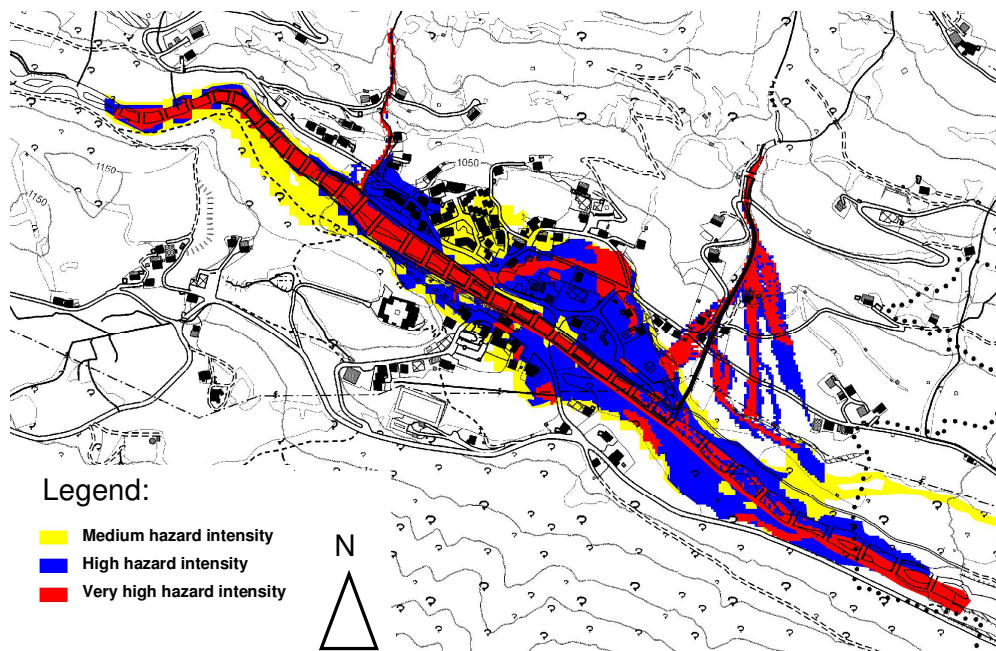 1150
1150
1050
Legend:
Medium hazard intensity
High hazard intensity
Very high hazard intensity
N